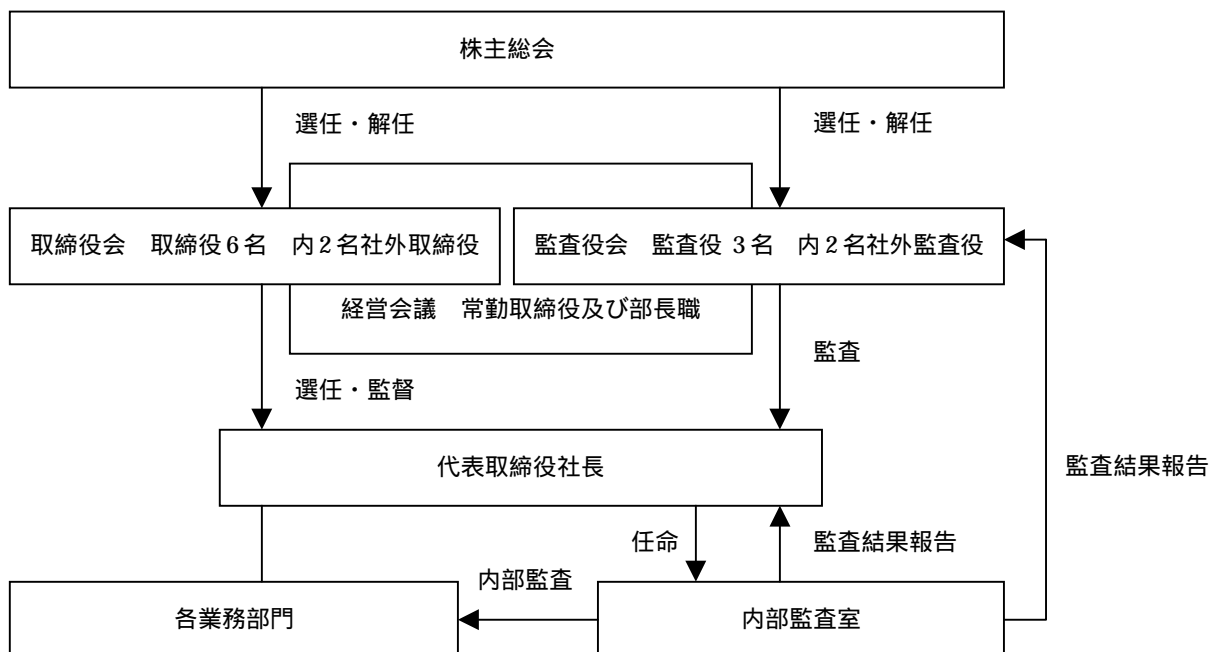 株主総会
選任・解任
選任・解任
取締役会　取締役6名　内2名社外取締役
監査役会　監査役 3名　内2名社外監査役
経営会議　常勤取締役及び部長職
監査
選任・監督
代表取締役社長
監査結果報告
任命
監査結果報告
内部監査
各業務部門
内部監査室